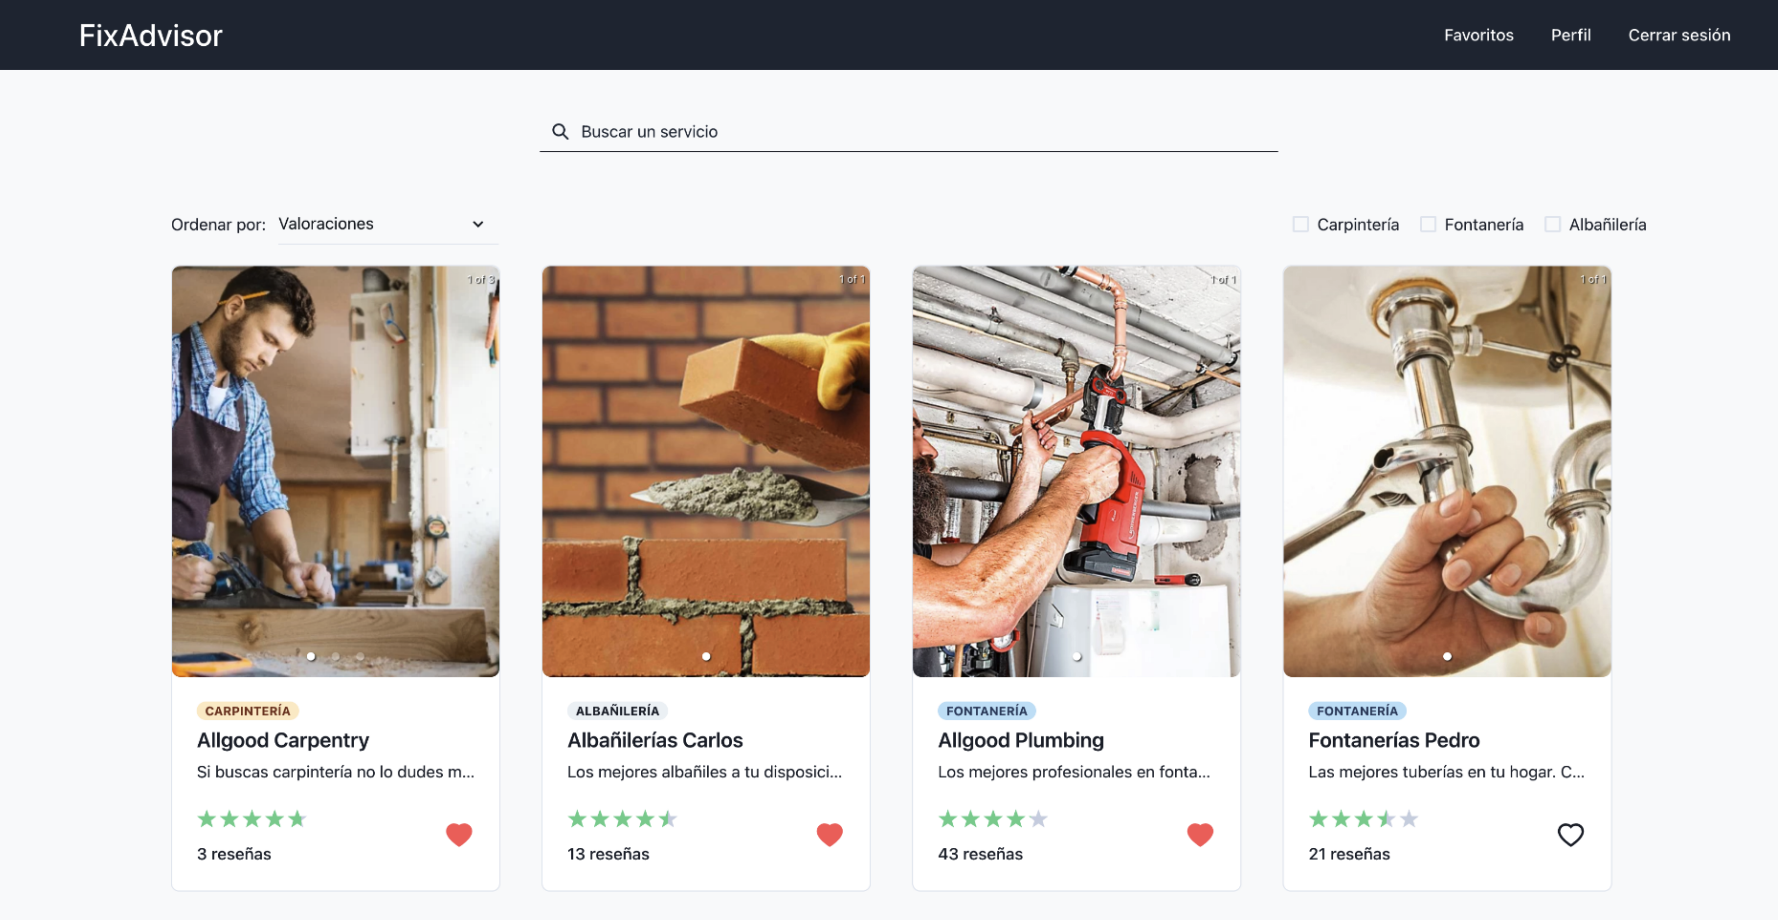 FixAdvisor
Favoritos
Perfil
Cerrar sesión
Buscar un servicio
Ordenar por: Valoraciones
Carpintería
Fontanería
Albañilería
1 of 3
1 of 1
1 of 1
1 of 1
CARPINTERÍA
Allgood Carpentry
Si buscas carpintería no lo dudes m...
3 reseñas
ALBAÑILERÍA
Albañilerías Carlos
Los mejores albañiles a tu disposici...
13 reseñas
FONTANERÍA
Allgood Plumbing
Los mejores profesionales en fonta...
43 reseñas
FONTANERÍA
Fontanerías Pedro
Las mejores tuberías en tu hogar. C...
21 reseñas